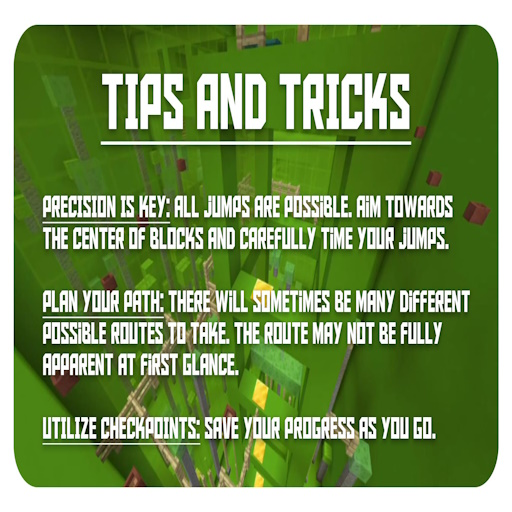 TIPS AND TRICKS
PRECISION IS KEY: ALL JUMPS ARE POSSIBLE. AIM TOWARDS
THE CENTER OF BLOCKS AND CAREFULLY TIME YOUR JUMPS.
PLAN YOUR PATH: THERE WILL SOMETIMES BE MANY DIFFERENT
POSSIBLE ROUTES TO TAKE. THE ROUTE MAY NOT BE FULLY
APPARENT AT FIRST GLANCE.
UTILIZE CHECKPOINTS: SAVE YOUR PROGRESS AS YOU GO.